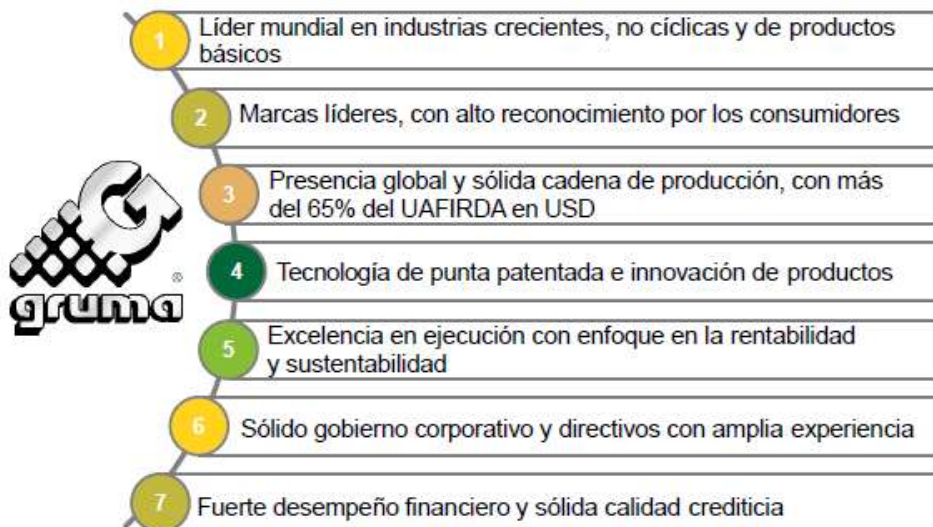 1
Líder mundial en industrias crecientes, no cíclicas y de productos
básicos
2
Marcas líderes, con alto reconocimiento por los consumidores
3
Presencia global y sólida cadena de producción, con más
del 65% del UAFIRDA en USD
4
Tecnología de punta patentada e innovación de productos
G
®
gruma
5
Excelencia en ejecución con enfoque en la rentabilidad
y sustentabilidad
6
Sólido gobierno corporativo y directivos con amplia experiencia
7
Fuerte desempeño financiero y sólida calidad crediticia